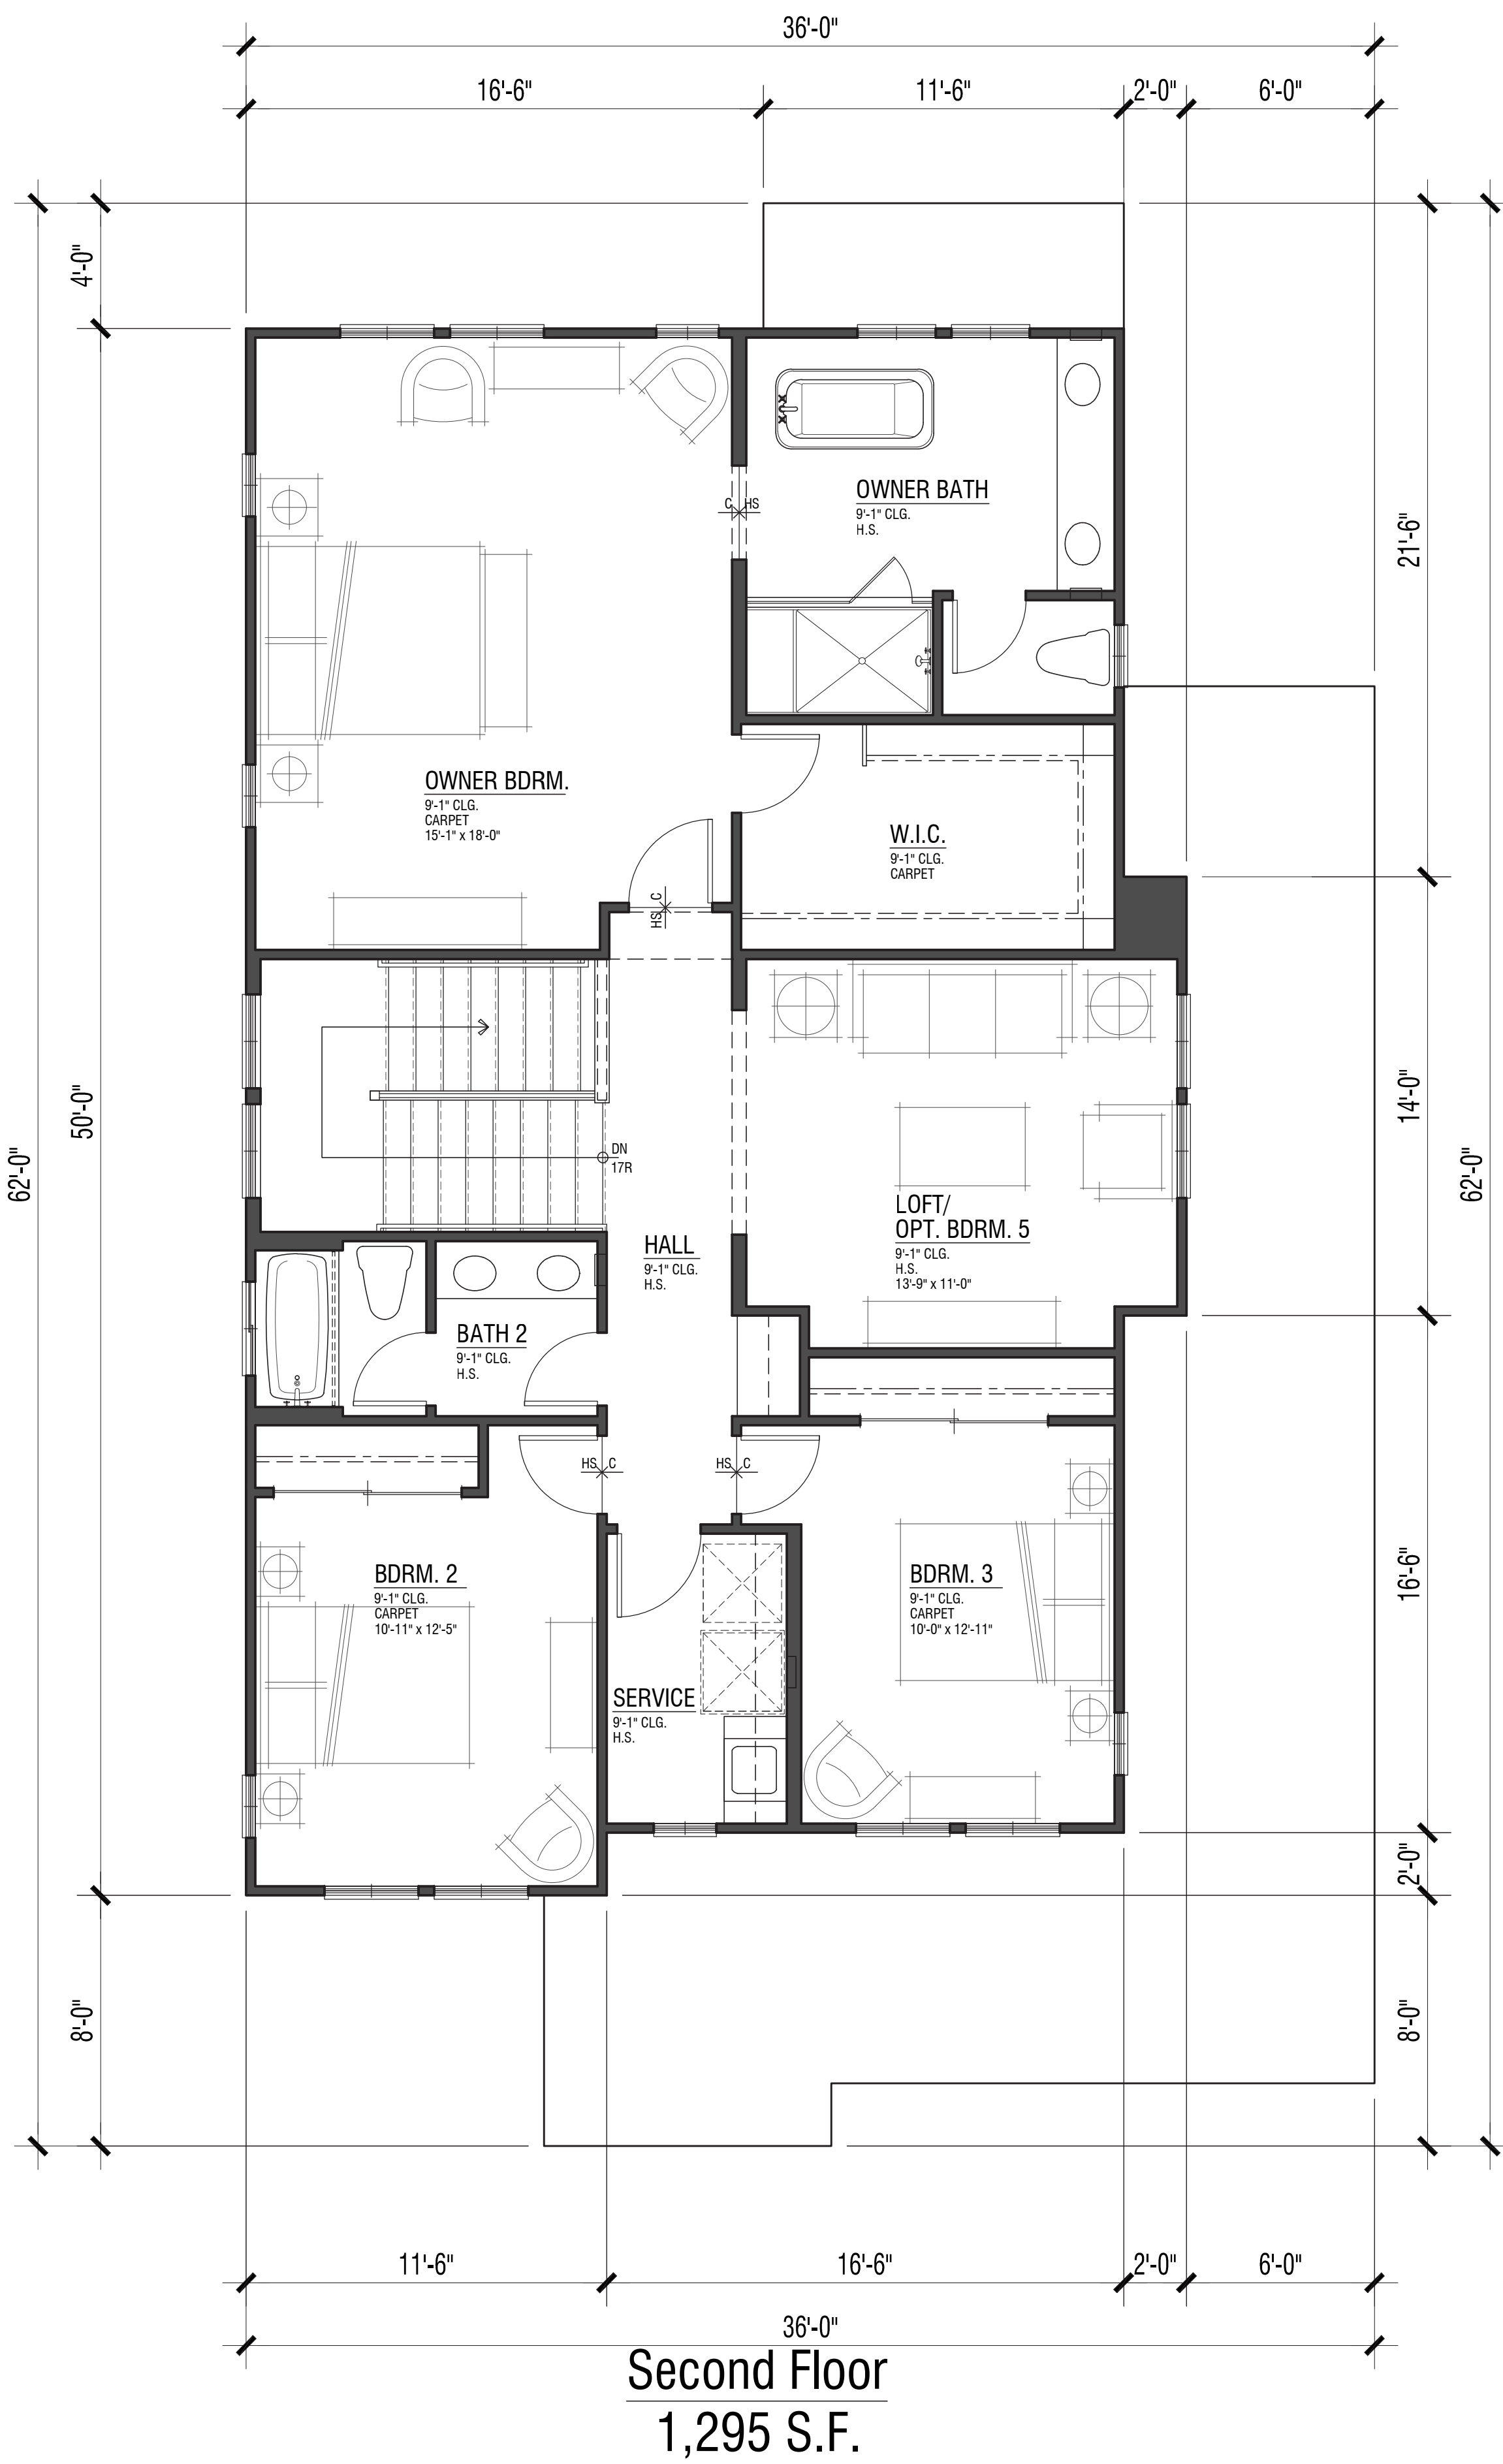 36'-0"
16'-6"
11'-6"
2'-0"
6'-0"
4'-0"
21'-6"
C HS
OWNER BATH
9'-1" CLG.
H.S.
OWNER BDRM.
9'-1" CLG.
CARPET
15'-1" x 18'-0"
W.I.C.
9'-1" CLG.
CARPET
HS C
62'-0"
50'-0"
14'-0"
62'-0"
DN
17R
LOFT/
OPT. BDRM. 5
9'-1" CLG.
H.S.
13'-9" x 11'-0"
HALL
9'-1" CLG.
H.S.
BATH 2
9'-1" CLG.
H.S.
HS C
HS C
BDRM. 2
9'-1" CLG.
CARPET
10'-11" x 12'-5"
BDRM. 3
9'-1" CLG.
CARPET
10'-0" x 12'-11"
16'-6"
SERVICE
9'-1" CLG.
H.S.
2'-0"
8'-0"
8'-0"
11'-6"
16'-6"
2'-0"
6'-0"
36'-0"
Second Floor
1,295 S.F.